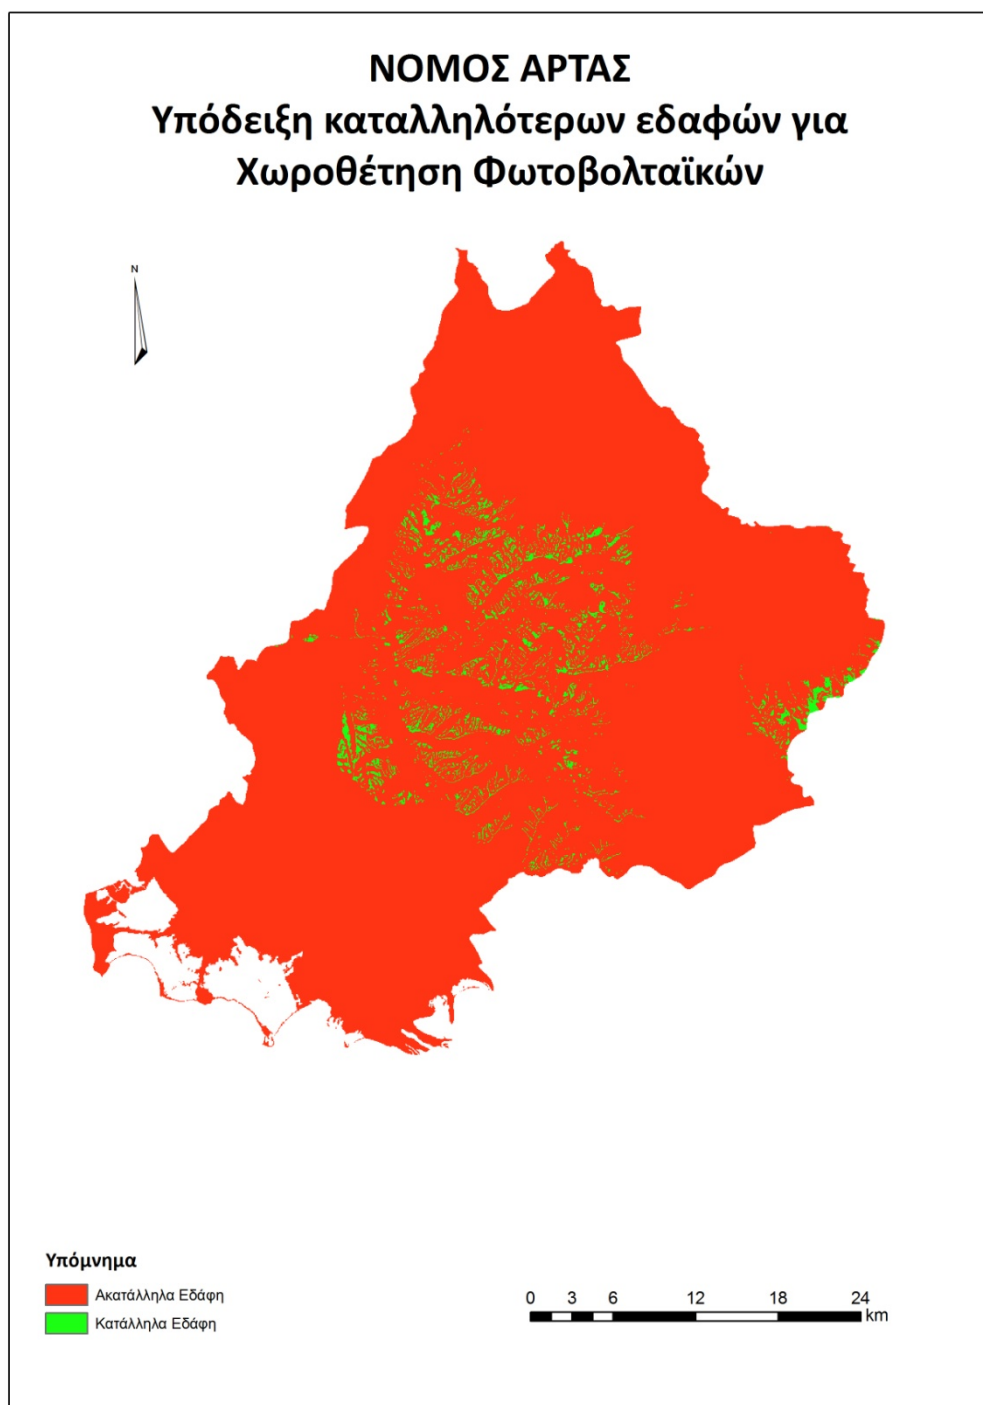 ΝΟΜΟΣ ΑΡΤΑΣ
Υπόδειξη καταλληλότερων εδαφών για
Χωροθέτηση Φωτοβολταϊκών
N
Υπόμνημα
Ακατάλληλα Εδάφη
Κατάλληλα Εδάφη
0 3 6 12 18 24
km